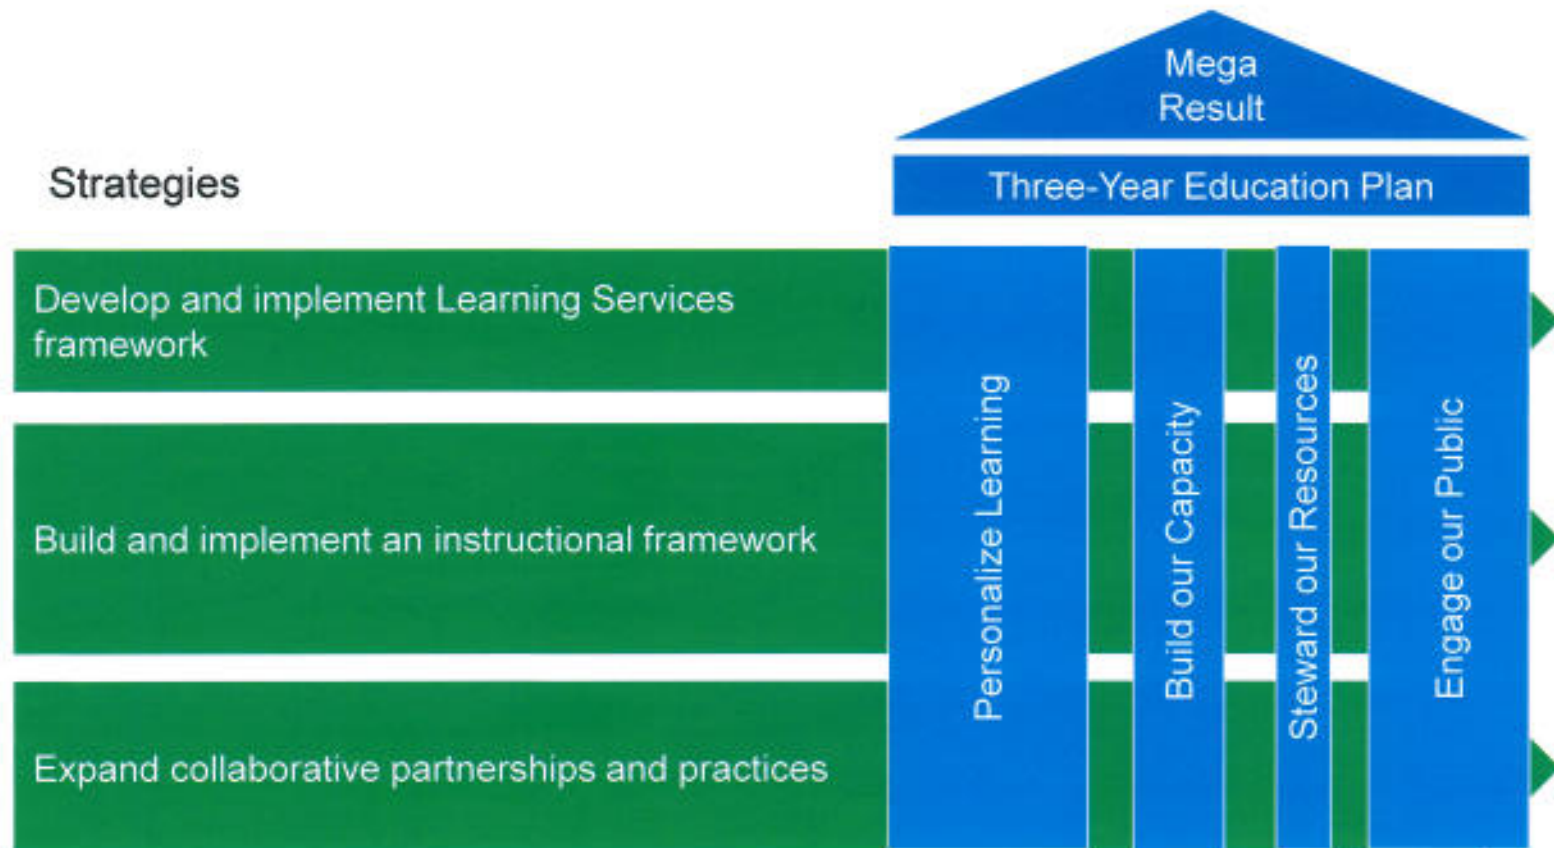 Mega
Result
Three-Year Education Plan
Strategies
Develop and implement Learning Services
framework
Build and implement an instructional framework
Expand collaborative partnerships and practices
Personalize Learning
Build our Capacity
Steward our Resources
Engage our Public